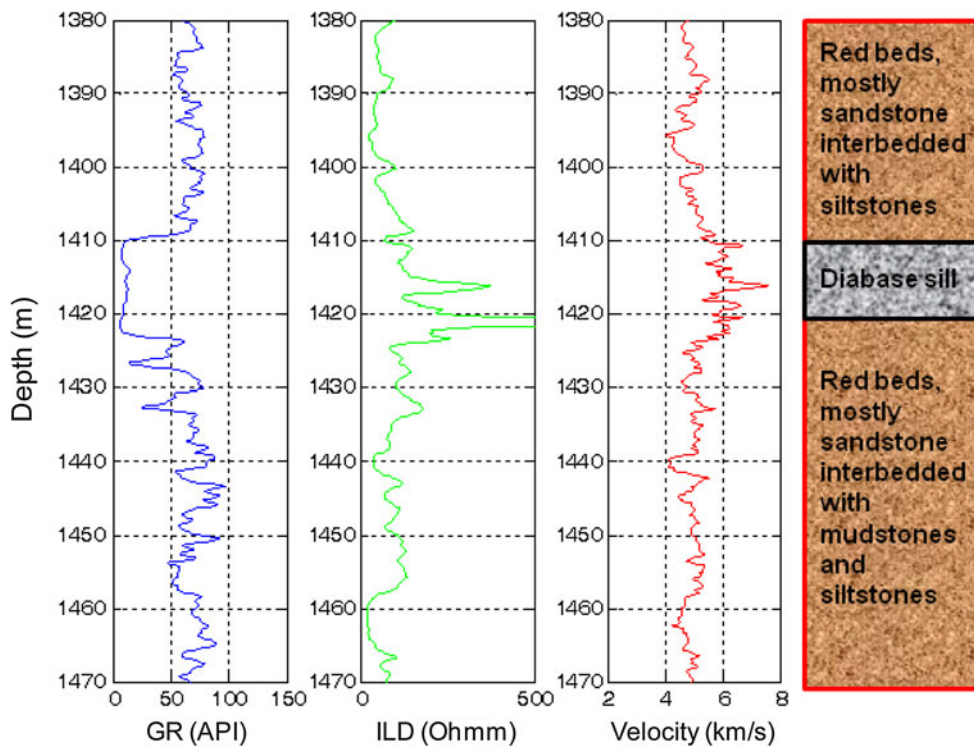 1380
1390
1400
1410
1420
1430
1440
1450
1460
1470
Depth (m)
0 50 100 150
GR (API)
1380
1390
1400
1410
1420
1430
1440
1450
1460
1470
0 500
ILD (Ohmm)
1380
1390
1400
1410
1420
1430
1440
1450
1460
1470
2 4 6 8
Velocity (km/s)
Red beds,
mostly
sandstone
interbedded
with
siltstones
Diabase sill
Red beds,
mostly
sandstone
interbedded
with
mudstones
and
siltstones